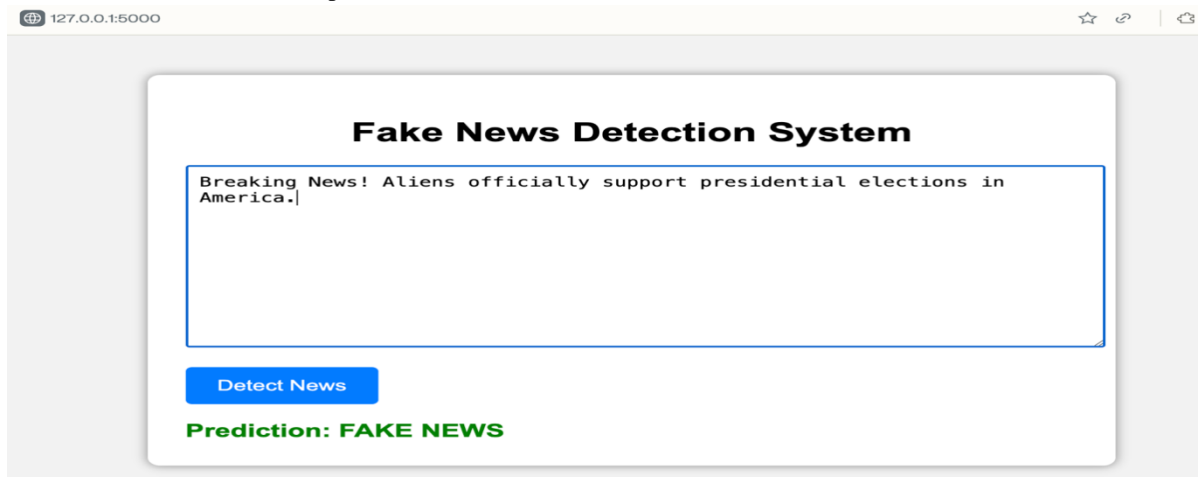 127.0.0.1:5000
Fake News Detection System
Breaking News! Aliens officially support presidential elections in
America.
Detect News
Prediction: FAKE NEWS